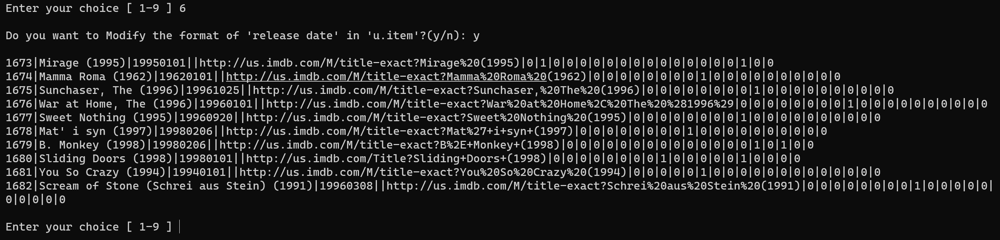 Enter your choice [ 1-9 ] 6
Do you want to Modify the format of 'release date' in 'u.item'?(y/n): y
1673|Mirage (1995)|19950101||http://us.imdb.com/M/title-exact?Mirage%20(1995)|0|1|0|0|0|0|0|0|0|0|0|0|0|0|0|0|1|0|0
1674|Mamma Roma (1962)|19620101||http://us.imdb.com/M/title-exact?Mamma%20Roma%20(1962)|0|0|0|0|0|0|0|0|1|0|0|0|0|0|0|0|0|0|0
1675|Sunchaser, The (1996)|19961025||http://us.imdb.com/M/title-exact?Sunchaser,%20The%20(1996)|0|0|0|0|0|0|0|0|1|0|0|0|0|0|0|0|0|0|0
1676|War at Home, The (1996)|19960101||http://us.imdb.com/M/title-exact?War%20at%20Home%2C%20The%20%281996%29|0|0|0|0|0|0|0|0|1|0|0|0|0|0|0|0|0|0|0
1677|Sweet Nothing (1995)|19960920||http://us.imdb.com/M/title-exact?Sweet%20Nothing%20(1995)|0|0|0|0|0|0|0|0|1|0|0|0|0|0|0|0|0|0|0
1678|Mat' i syn (1997)|19980206||http://us.imdb.com/M/title-exact?Mat%27+i+syn+(1997)|0|0|0|0|0|0|0|0|1|0|0|0|0|0|0|0|0|0|0
1679|B. Monkey (1998)|19980206||http://us.imdb.com/M/title-exact?B%2E+Monkey+(1998)|0|0|0|0|0|0|0|0|0|0|0|0|0|0|1|0|1|0|0
1680|Sliding Doors (1998)|19980101||http://us.imdb.com/Title?Sliding+Doors+(1998)|0|0|0|0|0|0|0|0|1|0|0|0|0|0|1|0|0|0|0
1681|You So Crazy (1994)|19940101||http://us.imdb.com/M/title-exact?You%20So%20Crazy%20(1994)|0|0|0|0|0|1|0|0|0|0|0|0|0|0|0|0|0|0|0
1682|Scream of Stone (Schrei aus Stein) (1991)|19960308||http://us.imdb.com/M/title-exact?Schrei%20aus%20Stein%20(1991)|0|0|0|0|0|0|0|0|1|0|0|0|0|0|
0|0|0|0|0
Enter your choice [ 1-9 ]